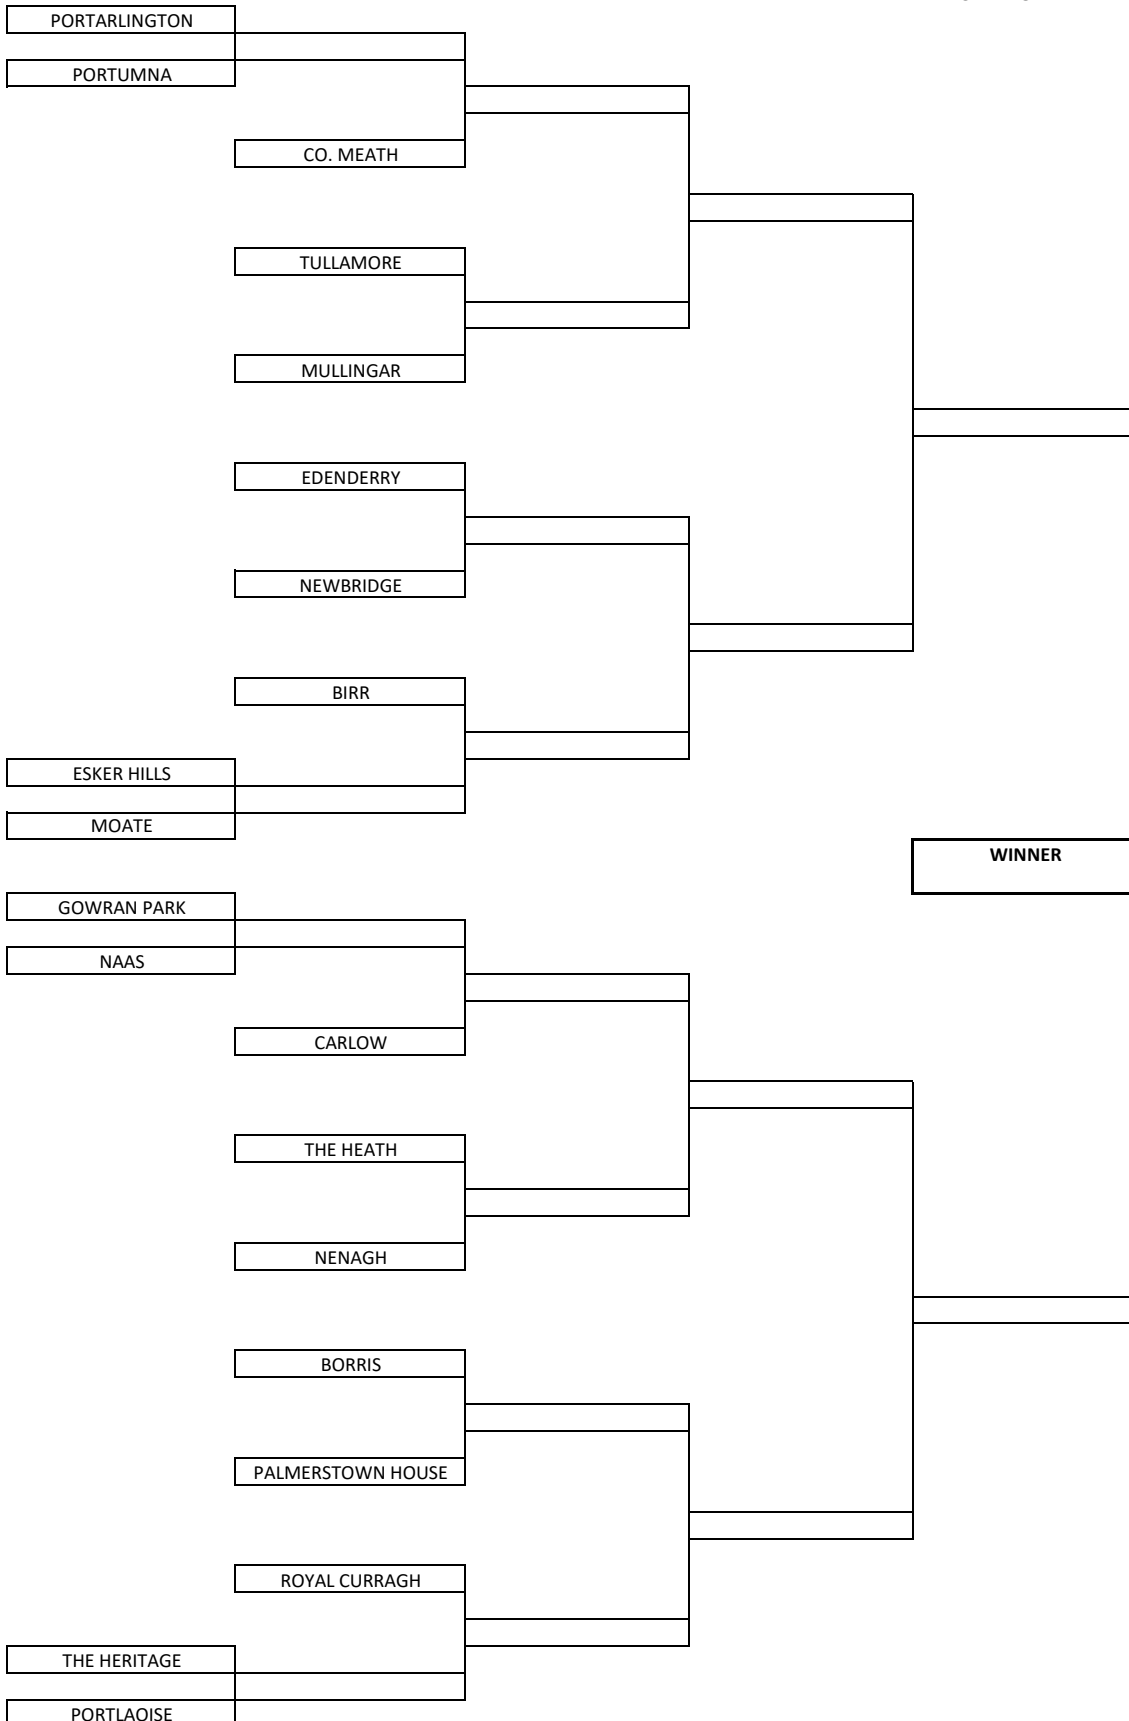 PORTARLINGTON
PORTUMNA
CO. MEATH
TULLAMORE
MULLINGAR
EDENDERRY
NEWBRIDGE
BIRR
ESKER HILLS
MOATE
WINNER
GOWRAN PARK
NAAS
CARLOW
THE HEATH
NENAGH
BORRIS
PALMERSTOWN HOUSE
ROYAL CURRAGH
THE HERITAGE
PORTLAOISE